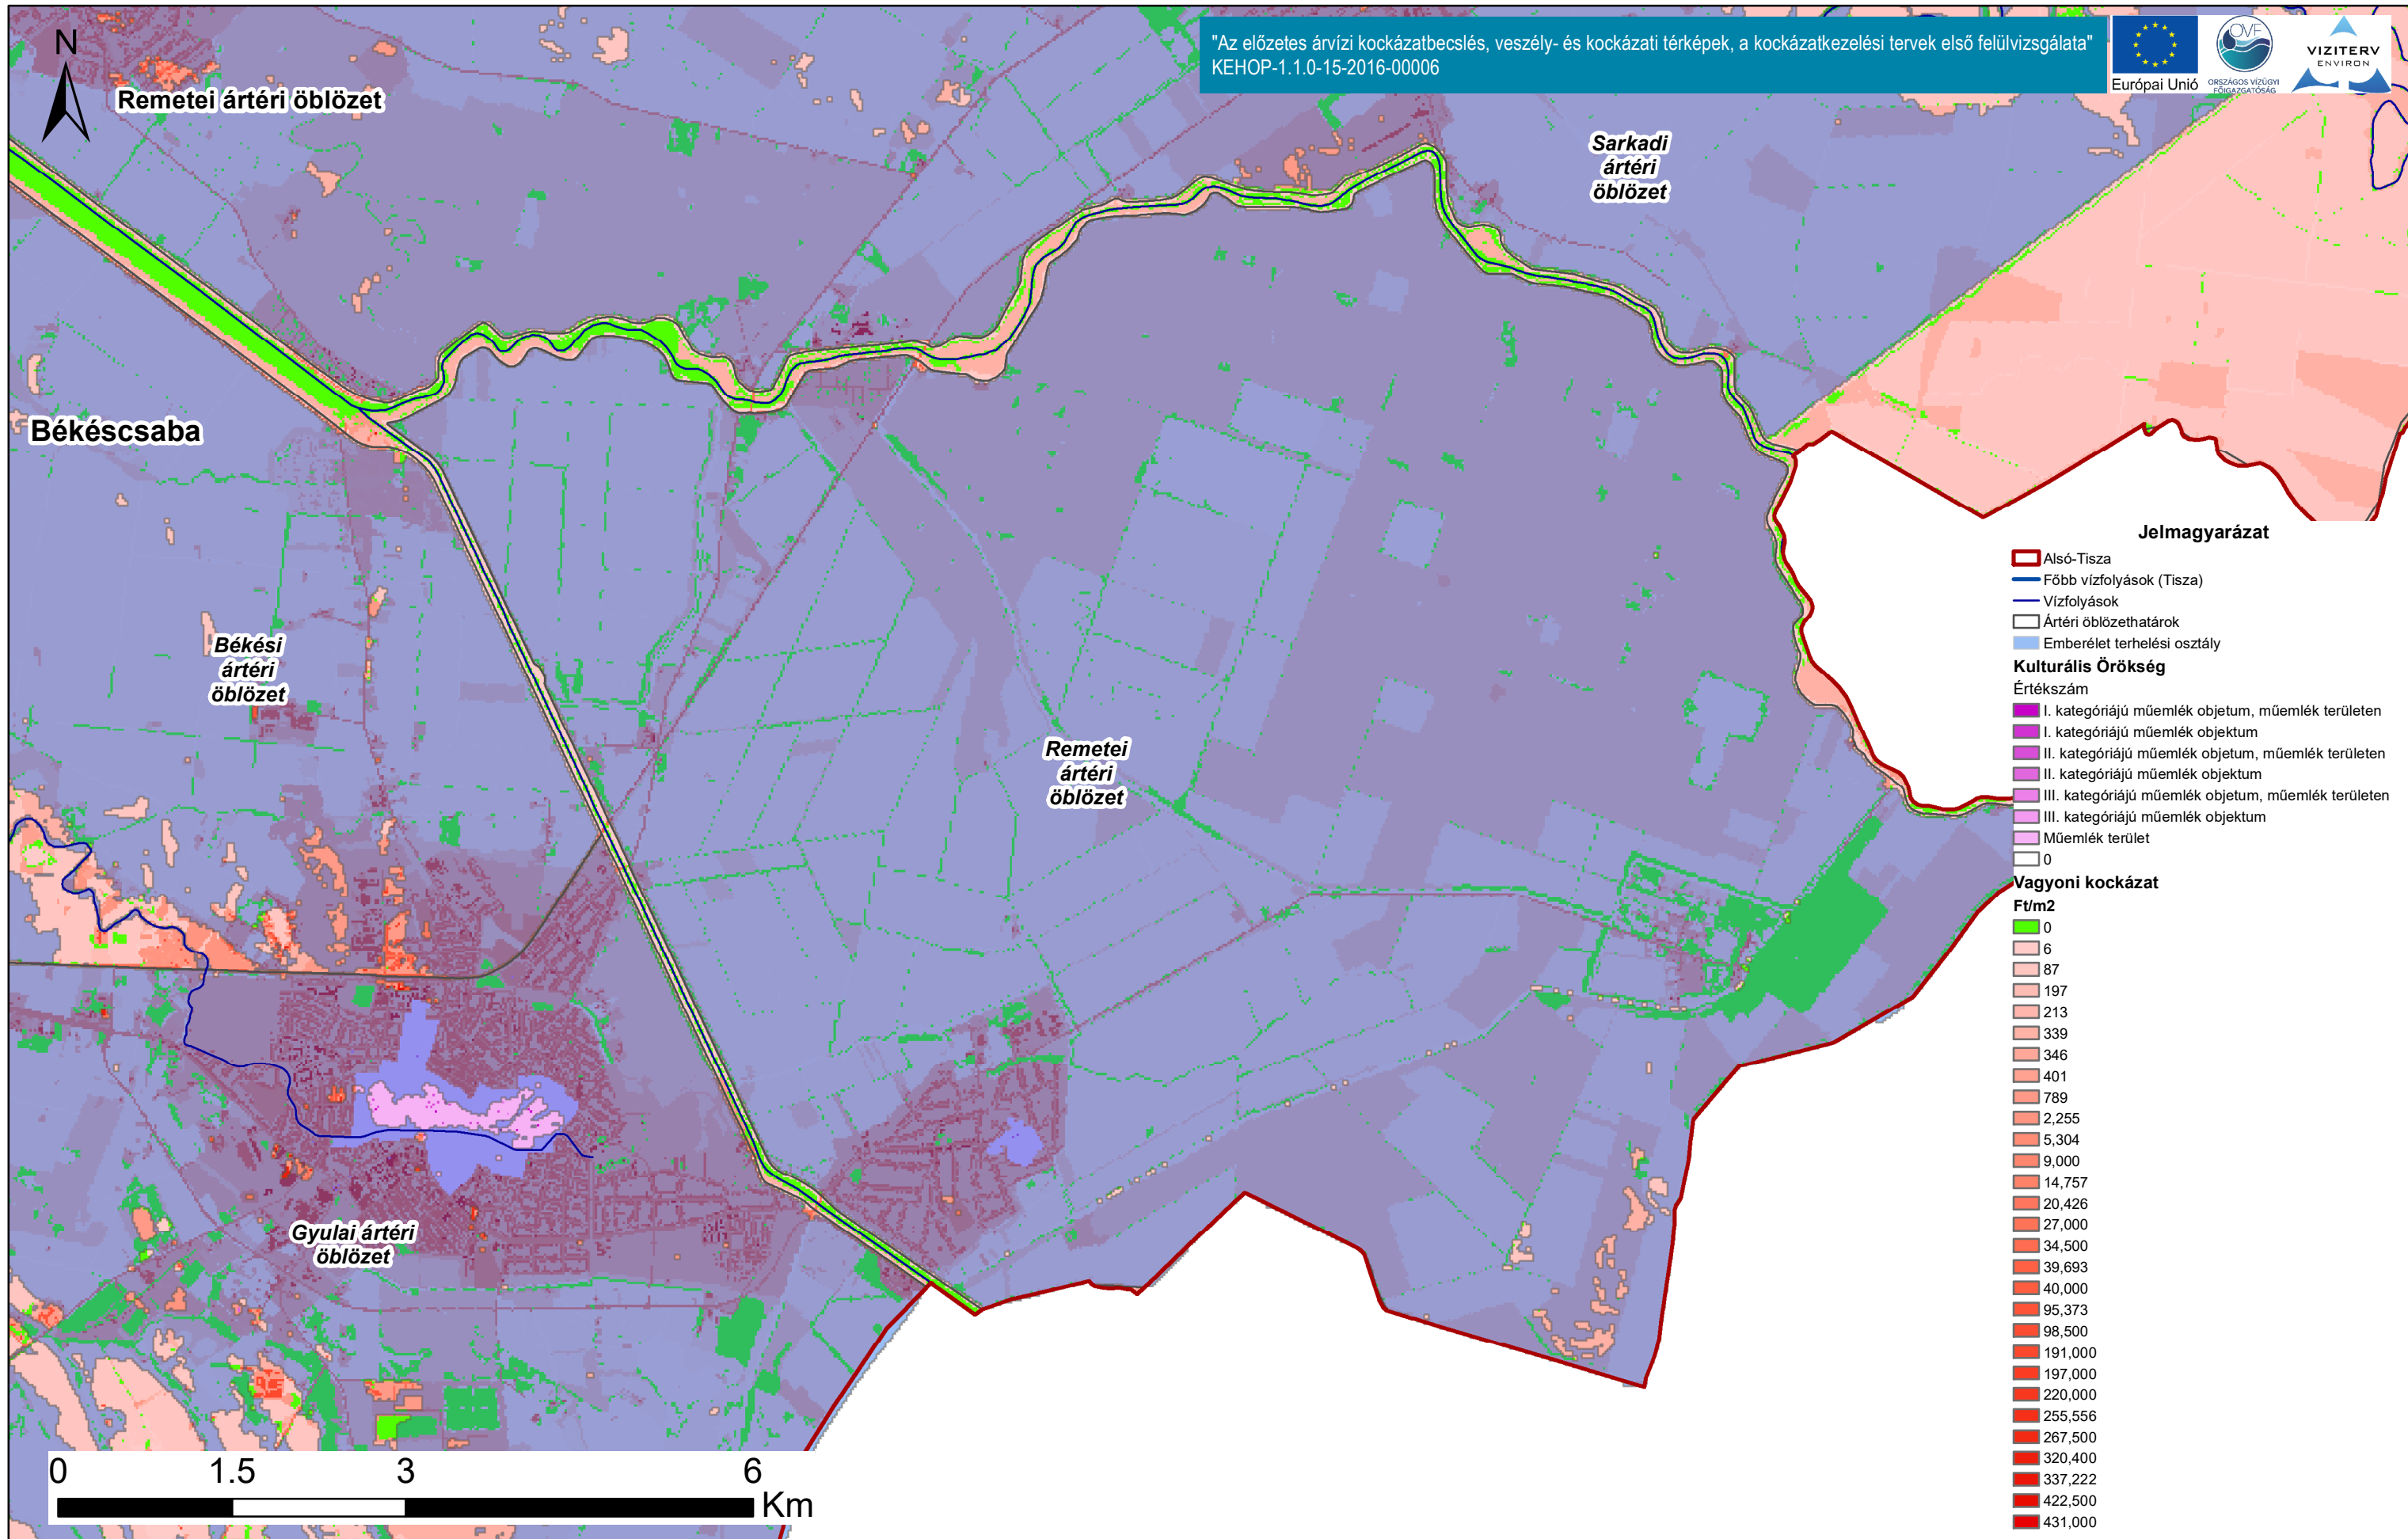 "Az előzetes árvízi kockázatbecslés, veszély- és kockázati térképek, a kockázatkezelési tervek első felülvizsgálata"
KEHOP-1.1.0-15-2016-00006
Európai Unió
OVF
ORSZÁGOS VÍZÜGYI
FŐIGAZGATÓSÁG
VIZITERV
ENVIRON
N
Remetei ártéri öblözet
Sarkadi
ártéri
öblözet
Békéscsaba
Békési
ártéri
öblözet
Remetei
ártéri
öblözet
Gyulai ártéri
öblözet
0 1.5 3 6
Km
Jelmagyarázat
Alsó-Tisza
Főbb vízfolyások (Tisza)
Vízfolyások
Ártéri öblözethatárok
Emberélet terhelési osztály
Kulturális Örökség
Értékszám
I. kategóriájú műemlék objetum, műemlék területen
I. kategóriájú műemlék objektum
II. kategóriájú műemlék objetum, műemlék területen
II. kategóriájú műemlék objektum
III. kategóriájú műemlék objetum, műemlék területen
III. kategóriájú műemlék objektum
Műemlék terület
0
Vagyoni kockázat
Ft/m2
0
6
87
197
213
339
346
401
789
2,255
5,304
9,000
14,757
20,426
27,000
34,500
39,693
40,000
95,373
98,500
191,000
197,000
220,000
255,556
267,500
320,400
337,222
422,500
431,000